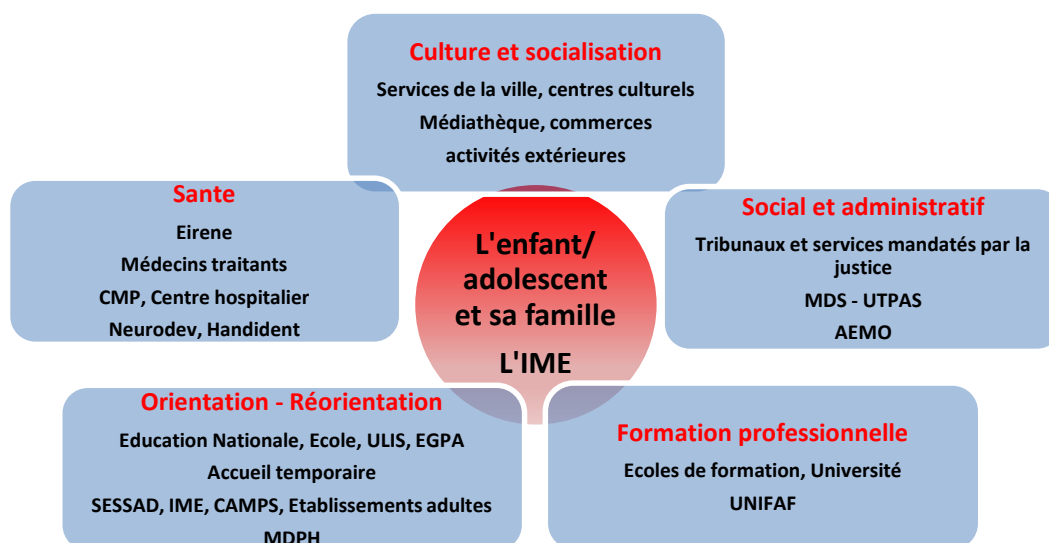 Culture et socialisation
Services de la ville, centres culturels
Médiathèque, commerces
activités extérieures
Sante
Eirene
Médecins traitants
CMP, Centre hospitalier
Neurodev, Handident
L'enfant/
adolescent
et sa famille
L'IME
Social et administratif
Tribunaux et services mandatés par la
justice
MDS - UTPAS
AEMO
Orientation - Réorientation
Education Nationale, Ecole, ULIS, EGPA
Accueil temporaire
SESSAD, IME, CAMPS, Etablissements adultes
MDPH
Formation professionnelle
Ecoles de formation, Université
UNIFAF